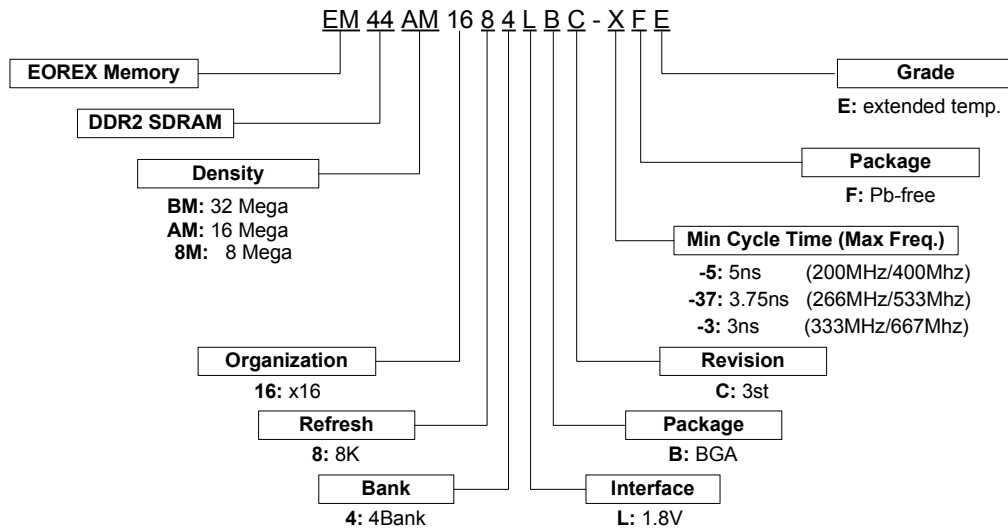 EM 44 AM 16 8 4 L B C - X F E
EOREX Memory
Grade
E: extended temp.
DDR2 SDRAM
Package
F: Pb-free
Density
BM: 32 Mega
AM: 16 Mega
8M: 8 Mega
Min Cycle Time (Max Freq.)
-5: 5ns (200MHz/400Mhz)
-37: 3.75ns (266MHz/533Mhz)
-3: 3ns (333MHz/667Mhz)
Organization
16: x16
Revision
C: 3st
Refresh
8: 8K
Package
B: BGA
Bank
4: 4Bank
Interface
L: 1.8V